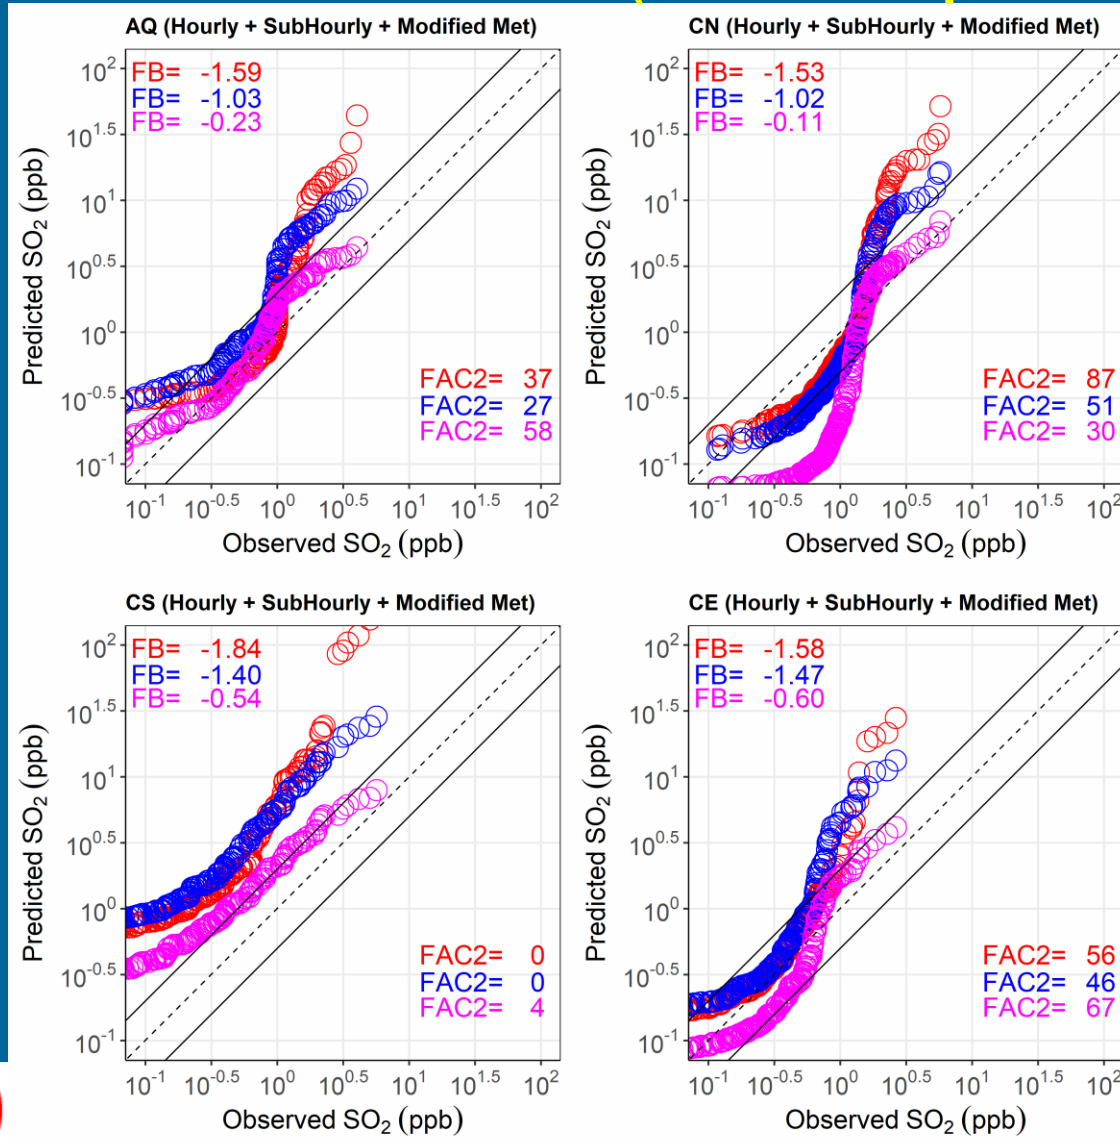 AQ (Hourly + SubHourly + Modified Met)
FB= -1.59
FB= -1.03
FB= -0.23
FAC2= 37
FAC2= 27
FAC2= 58
Predicted SO₂ (ppb)
10²
10^1.5
10^1
10^0.5
10^0
10^-0.5
10^-1
10^-1 10^-0.5 10^0 10^0.5 10^1 10^1.5 10^2
Observed SO₂ (ppb)
CN (Hourly + SubHourly + Modified Met)
FB= -1.53
FB= -1.02
FB= -0.11
FAC2= 87
FAC2= 51
FAC2= 30
Predicted SO₂ (ppb)
10²
10^1.5
10^1
10^0.5
10^0
10^-0.5
10^-1
10^-1 10^-0.5 10^0 10^0.5 10^1 10^1.5 10^2
Observed SO₂ (ppb)
CS (Hourly + SubHourly + Modified Met)
FB= -1.84
FB= -1.40
FB= -0.54
FAC2= 0
FAC2= 0
FAC2= 4
Predicted SO₂ (ppb)
10²
10^1.5
10^1
10^0.5
10^0
10^-0.5
10^-1
10^-1 10^-0.5 10^0 10^0.5 10^1 10^1.5 10^2
Observed SO₂ (ppb)
CE (Hourly + SubHourly + Modified Met)
FB= -1.58
FB= -1.47
FB= -0.60
FAC2= 56
FAC2= 46
FAC2= 67
Predicted SO₂ (ppb)
10²
10^1.5
10^1
10^0.5
10^0
10^-0.5
10^-1
10^-1 10^-0.5 10^0 10^0.5 10^1 10^1.5 10^2
Observed SO₂ (ppb)